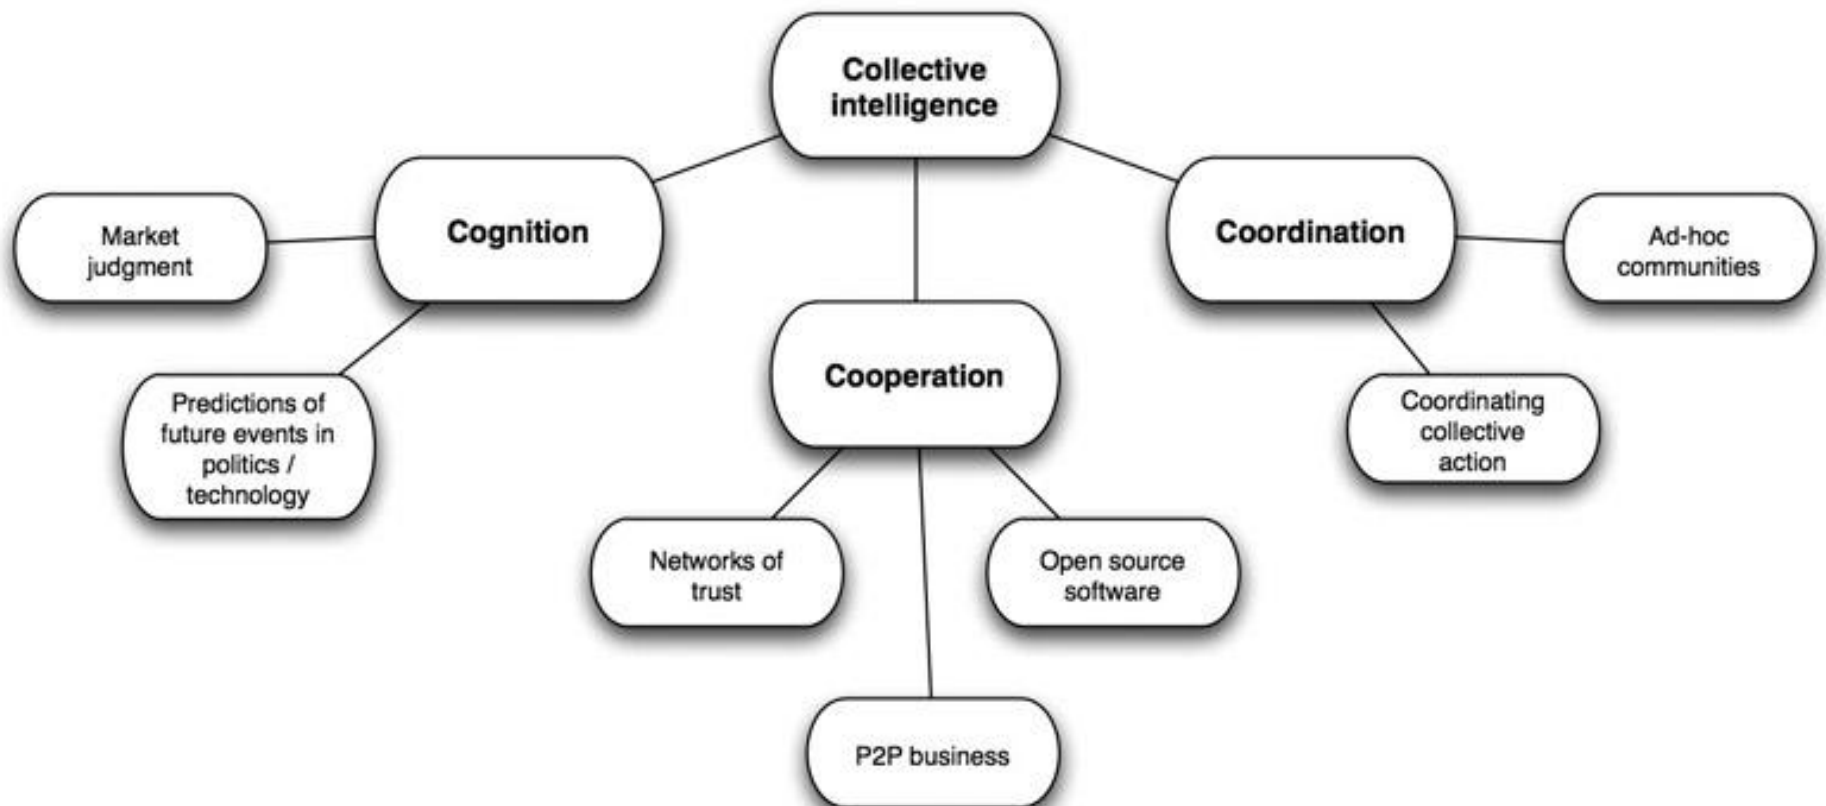 Collective
intelligence
Cognition
Coordination
Market
judgment
Ad-hoc
communities
Cooperation
Predictions of
future events in
politics /
technology
Coordinating
collective
action
Networks of
trust
Open source
software
P2P business